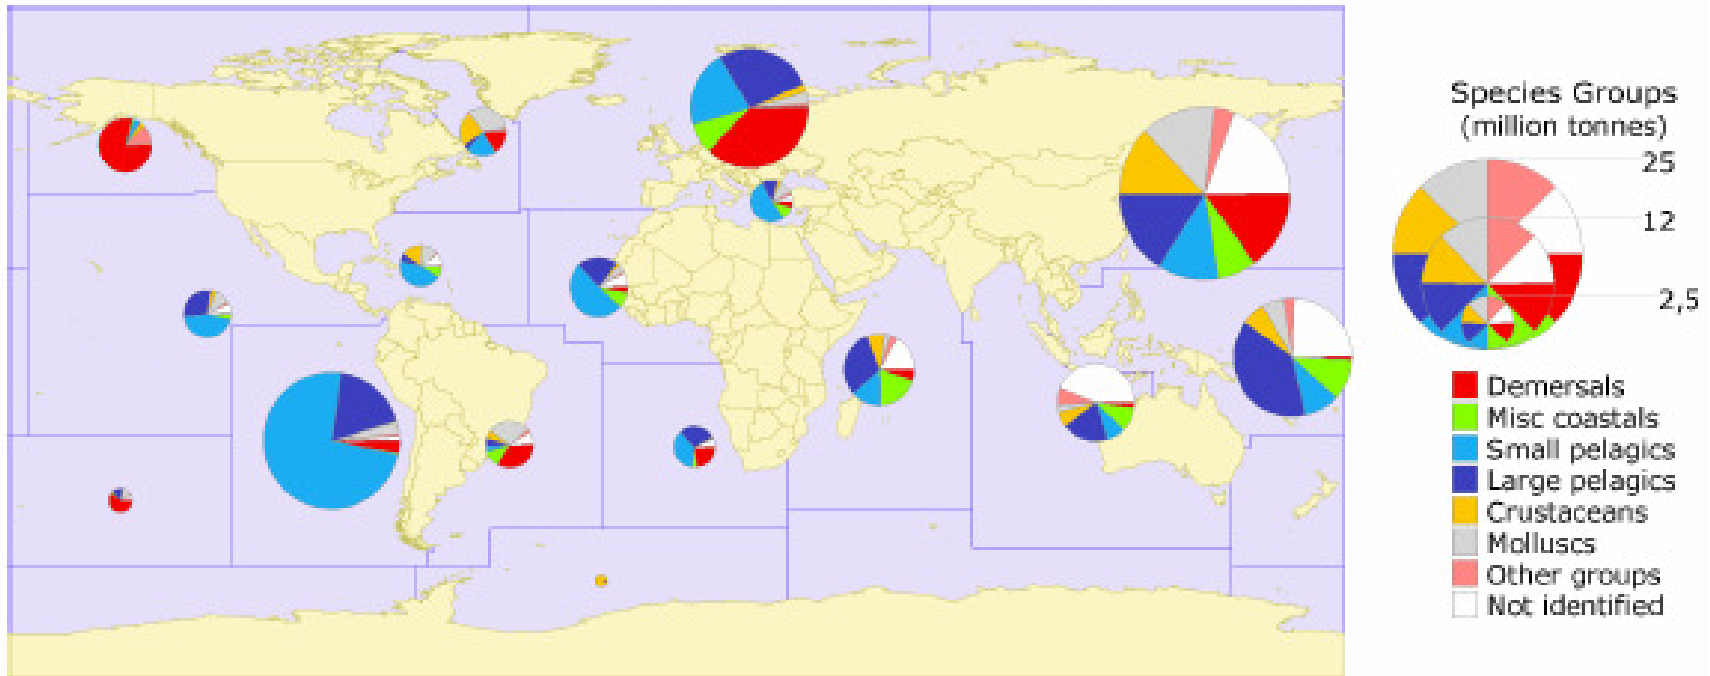 Species Groups
(million tonnes)
25
12
2,5
Demersals
Misc coastals
Small pelagics
Large pelagics
Crustaceans
Molluscs
Other groups
Not identified